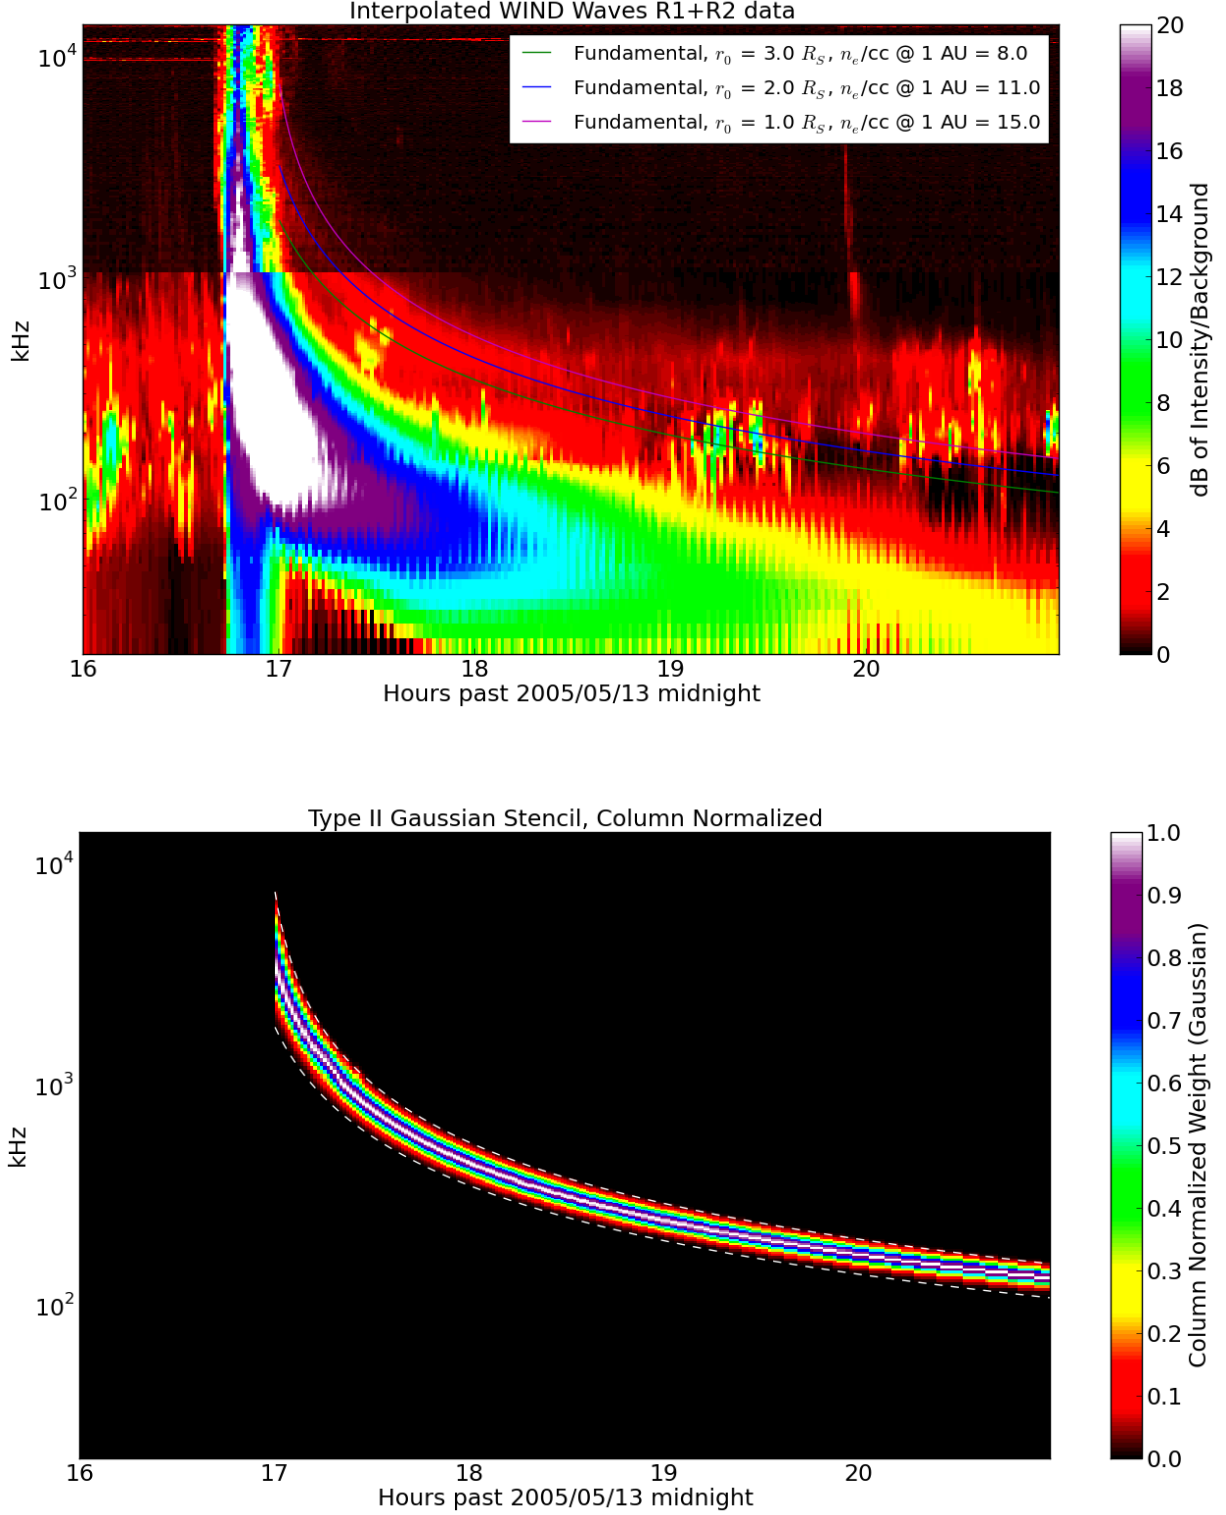 Interpolated WIND Waves R1+R2 data
Fundamental, r₀ = 3.0 R_S, n_e/cc @ 1 AU = 8.0
Fundamental, r₀ = 2.0 R_S, n_e/cc @ 1 AU = 11.0
Fundamental, r₀ = 1.0 R_S, n_e/cc @ 1 AU = 15.0
10⁴
10³
10²
kHz
16 17 18 19 20
Hours past 2005/05/13 midnight
20
18
16
14
12
10
8
6
4
2
0
dB of Intensity/Background
Type II Gaussian Stencil, Column Normalized
10⁴
10³
10²
kHz
16 17 18 19 20
Hours past 2005/05/13 midnight
1.0
0.9
0.8
0.7
0.6
0.5
0.4
0.3
0.2
0.1
0.0
Column Normalized Weight (Gaussian)